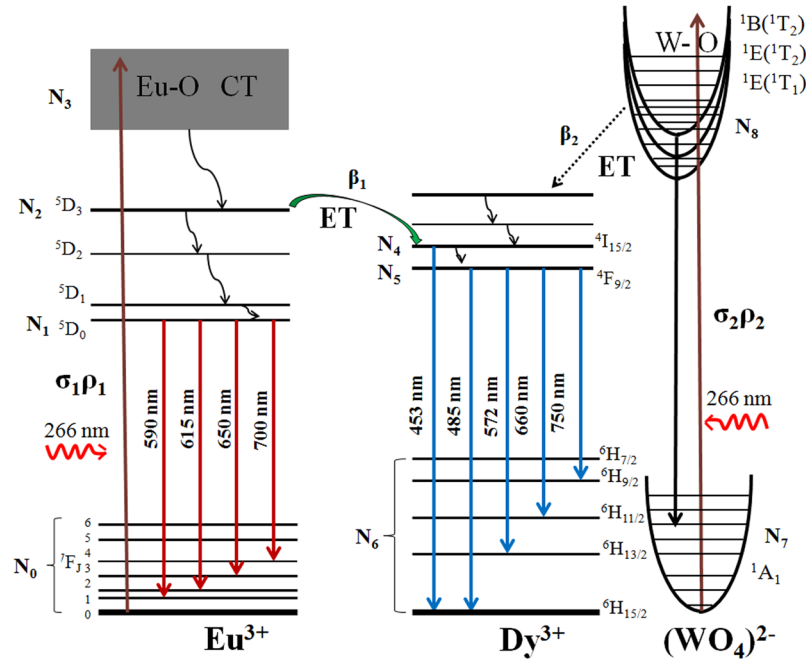 Eu-O CT
N₃
N₂ ⁵D₃
⁵D₂
⁵D₁
N₁ ⁵D₀
σ₁ρ₁
266 nm
590 nm
615 nm
650 nm
700 nm
N₀
⁷F_J
6
5
4
3
2
1
0
Eu³⁺
β₁
ET
β₂
ET
N₄
⁴I₁₅/₂
N₅
⁴F₉/₂
453 nm
485 nm
572 nm
660 nm
750 nm
N₆
⁶H₇/₂
⁶H₉/₂
⁶H₁₁/₂
⁶H₁₃/₂
⁶H₁₅/₂
Dy³⁺
W- O
¹B(¹T₂)
¹E(¹T₂)
¹E(¹T₁)
N₈
σ₂ρ₂
266 nm
N₇
¹A₁
(WO₄)²⁻